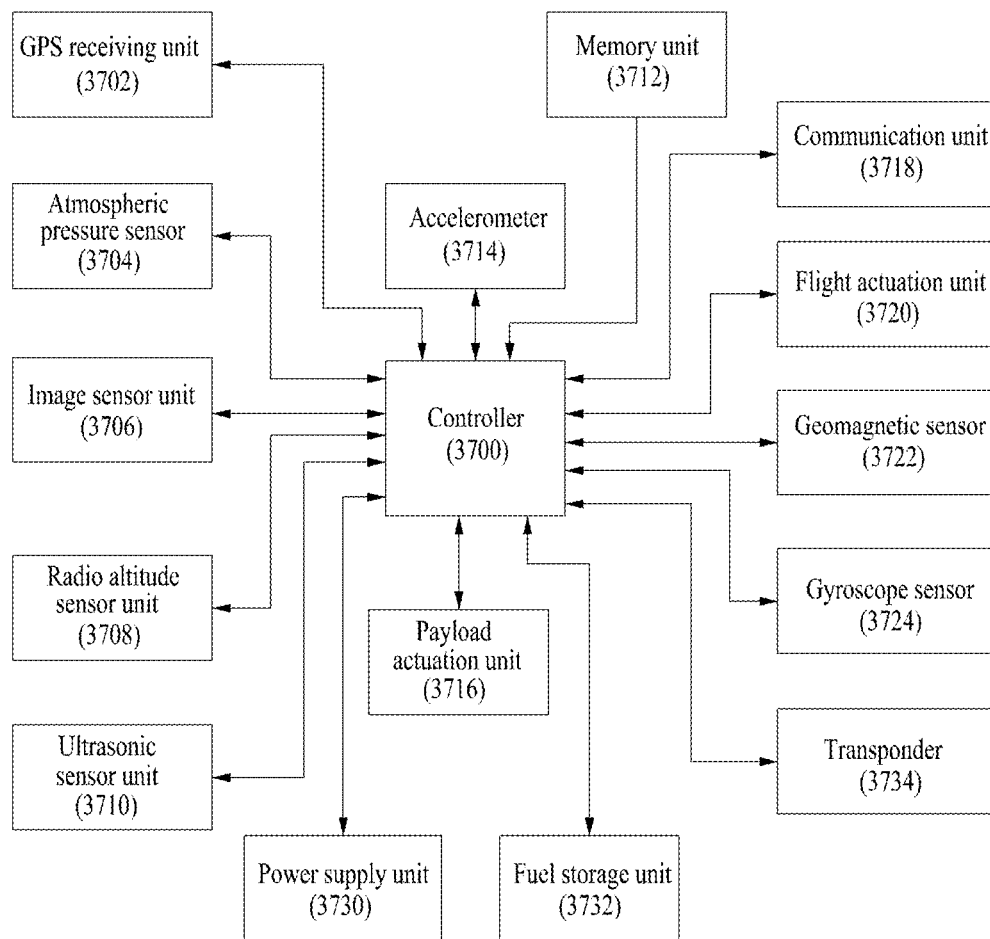 GPS receiving unit
(3702)
Memory unit
(3712)
Communication unit
(3718)
Atmospheric
pressure sensor
(3704)
Accelerometer
(3714)
Flight actuation unit
(3720)
Image sensor unit
(3706)
Controller
(3700)
Geomagnetic sensor
(3722)
Radio altitude
sensor unit
(3708)
Payload
actuation unit
(3716)
Gyroscope sensor
(3724)
Ultrasonic
sensor unit
(3710)
Transponder
(3734)
Power supply unit
(3730)
Fuel storage unit
(3732)